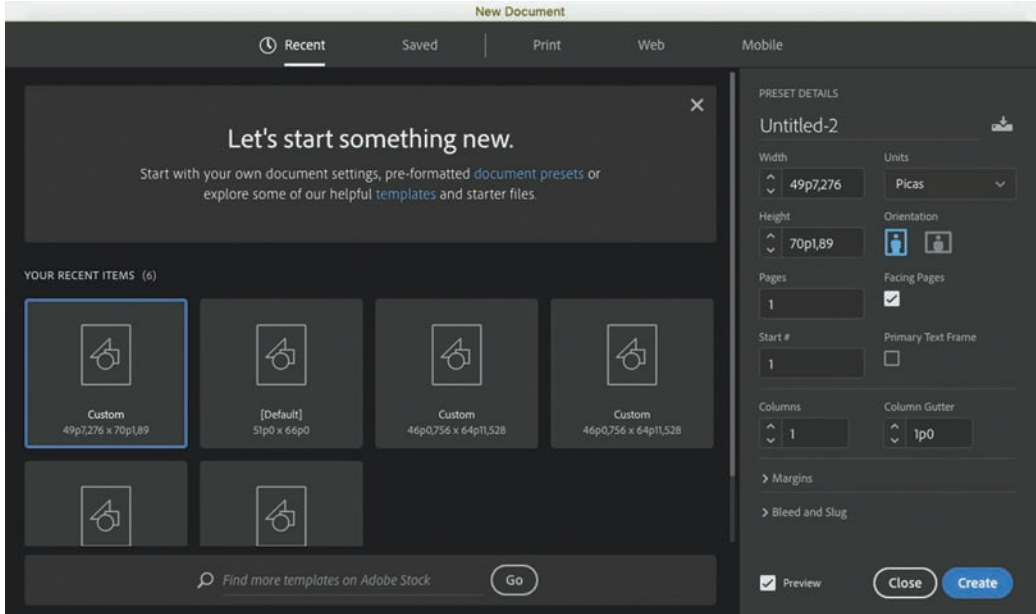 New Document
Recent Saved Print Web Mobile
Let's start something new.
Start with your own document settings, pre-formatted document presets or
explore some of our helpful templates and starter files.
YOUR RECENT ITEMS (6)
Custom
49p7,276 x 70p1,89
[Default]
51p0 x 66p0
Custom
46p0,756 x 64p11,528
Custom
46p0,756 x 64p11,528
Find more templates on Adobe Stock
Go
PRESET DETAILS
Untitled-2
Width Units
49p7,276 Picas
Height Orientation
70p1,89
Pages Facing Pages
1
Start # Primary Text Frame
1
Columns Column Gutter
1 1p0
> Margins
> Bleed and Slug
Preview Close Create